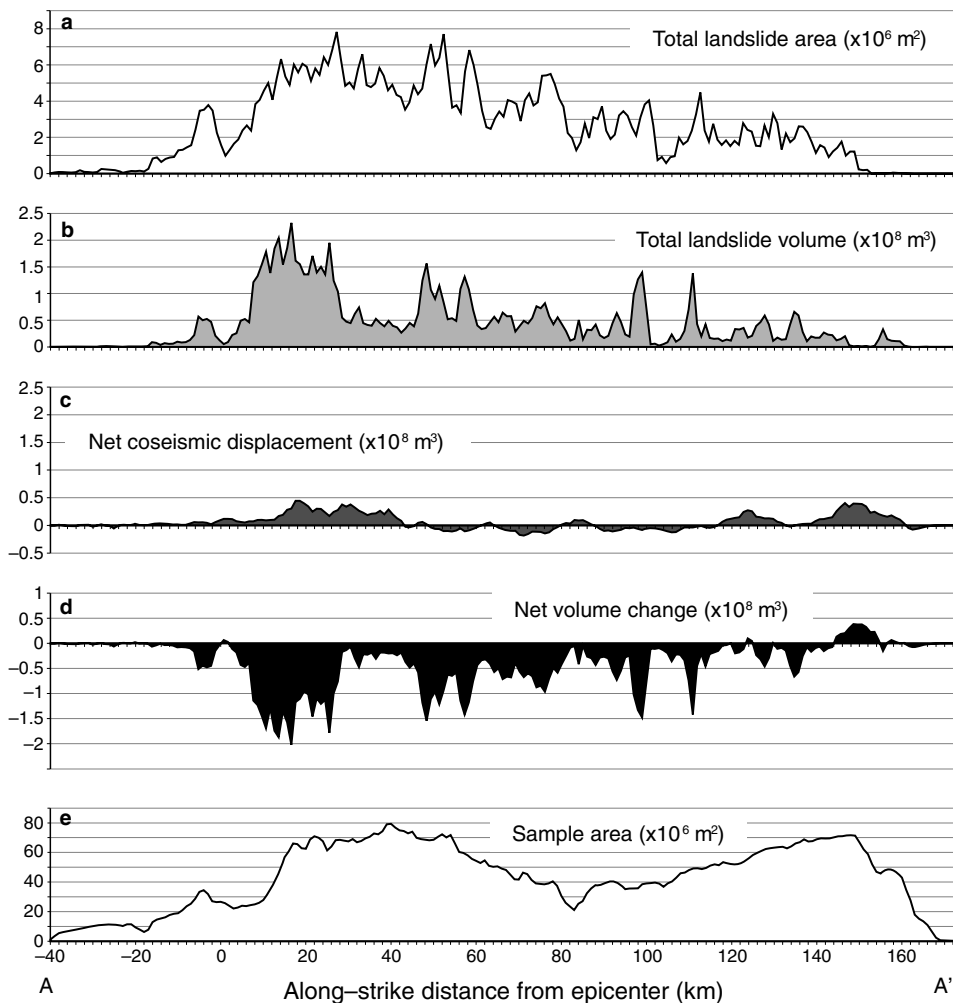 a
Total landslide area (x10⁶ m²)
8
6
4
2
0
b
Total landslide volume (x10⁸ m³)
2.5
2
1.5
1
0.5
0
c
Net coseismic displacement (x10⁸ m³)
2.5
2
1.5
1
0.5
0
–0.5
d
Net volume change (x10⁸ m³)
1
0.5
0
–0.5
–1
–1.5
–2
e
Sample area (x10⁶ m²)
80
60
40
20
0
–40 –20 0 20 40 60 80 100 120 140 160
A Along–strike distance from epicenter (km) A'